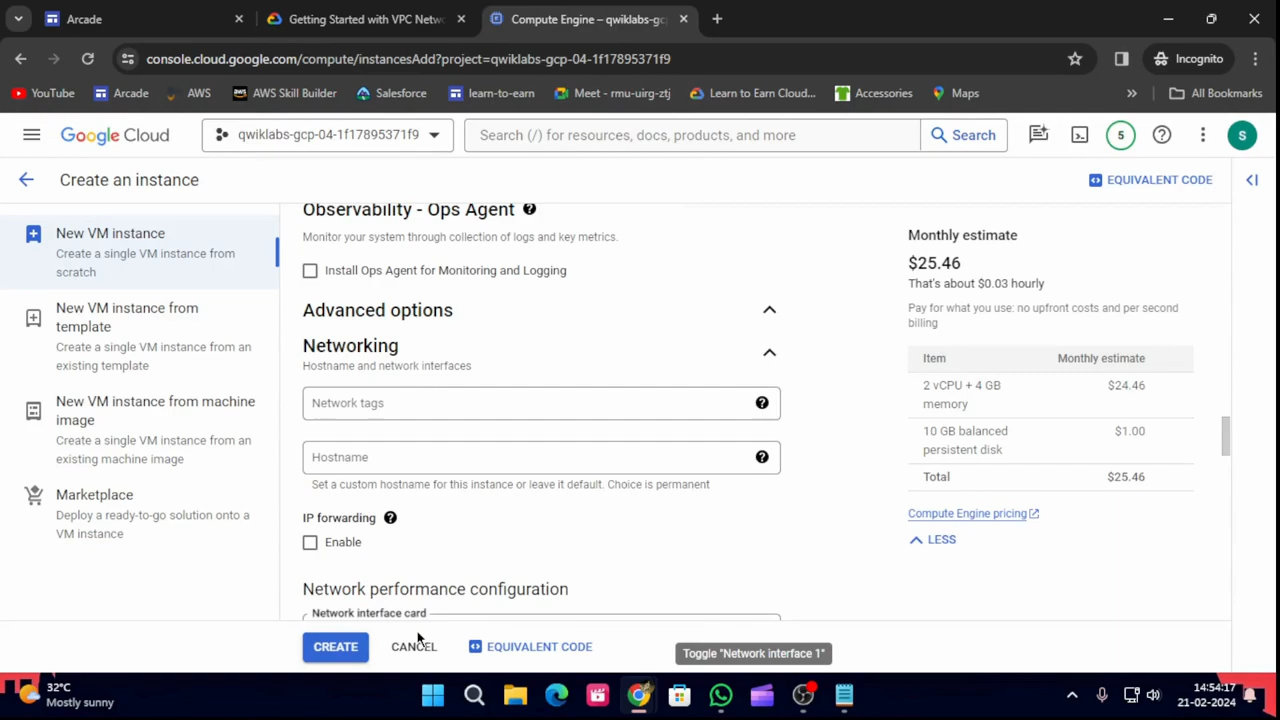 Arcade
Getting Started with VPC Netw
Compute Engine – qwiklabs-gc
console.cloud.google.com/compute/instancesAdd?project=qwiklabs-gcp-04-1f17895371f9
Incognito
YouTube
Arcade
AWS
AWS Skill Builder
Salesforce
learn-to-earn
Meet - rmu-uirg-ztj
Learn to Earn Cloud...
Accessories
Maps
All Bookmarks
Google Cloud
qwiklabs-gcp-04-1f17895371f9
Search (/) for resources, docs, products, and more
Search
5
S
Create an instance
EQUIVALENT CODE
New VM instance
Create a single VM instance from
scratch
New VM instance from
template
Create a single VM instance from an
existing template
New VM instance from machine
image
Create a single VM instance from an
existing machine image
Marketplace
Deploy a ready-to-go solution onto a
VM instance
Observability - Ops Agent
Monitor your system through collection of logs and key metrics.
Install Ops Agent for Monitoring and Logging
Advanced options
Networking
Hostname and network interfaces
Network tags
Hostname
Set a custom hostname for this instance or leave it default. Choice is permanent
IP forwarding
Enable
Network performance configuration
Network interface card
CREATE
CANCEL
EQUIVALENT CODE
Toggle "Network interface 1"
Monthly estimate
$25.46
That's about $0.03 hourly
Pay for what you use: no upfront costs and per second
billing
Item Monthly estimate
2 vCPU + 4 GB
memory $24.46
10 GB balanced
persistent disk $1.00
Total $25.46
Compute Engine pricing
LESS
32°C
Mostly sunny
14:54:17
21-02-2024